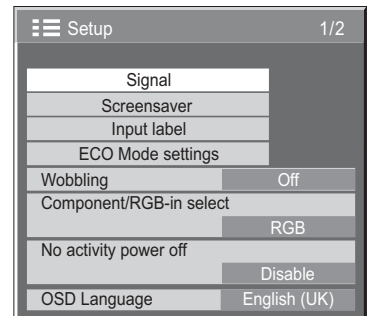 Setup 1/2
Signal
Screensaver
Input label
ECO Mode settings
Wobbling Off
Component/RGB-in select
RGB
No activity power off
Disable
OSD Language English (UK)